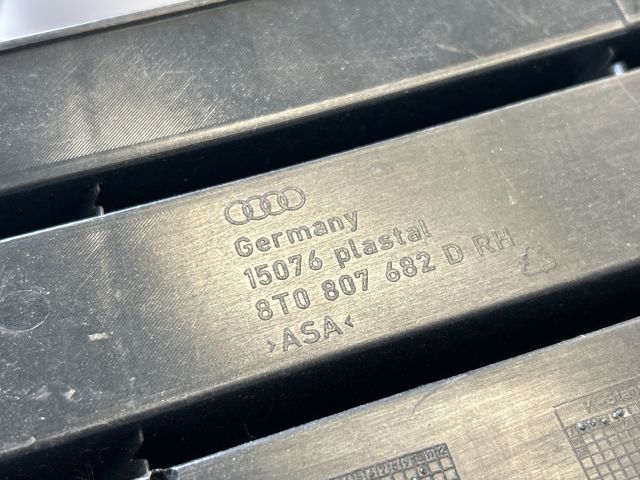 Germany
15076 plastal
8T0 807 682 D RH
>ASA<